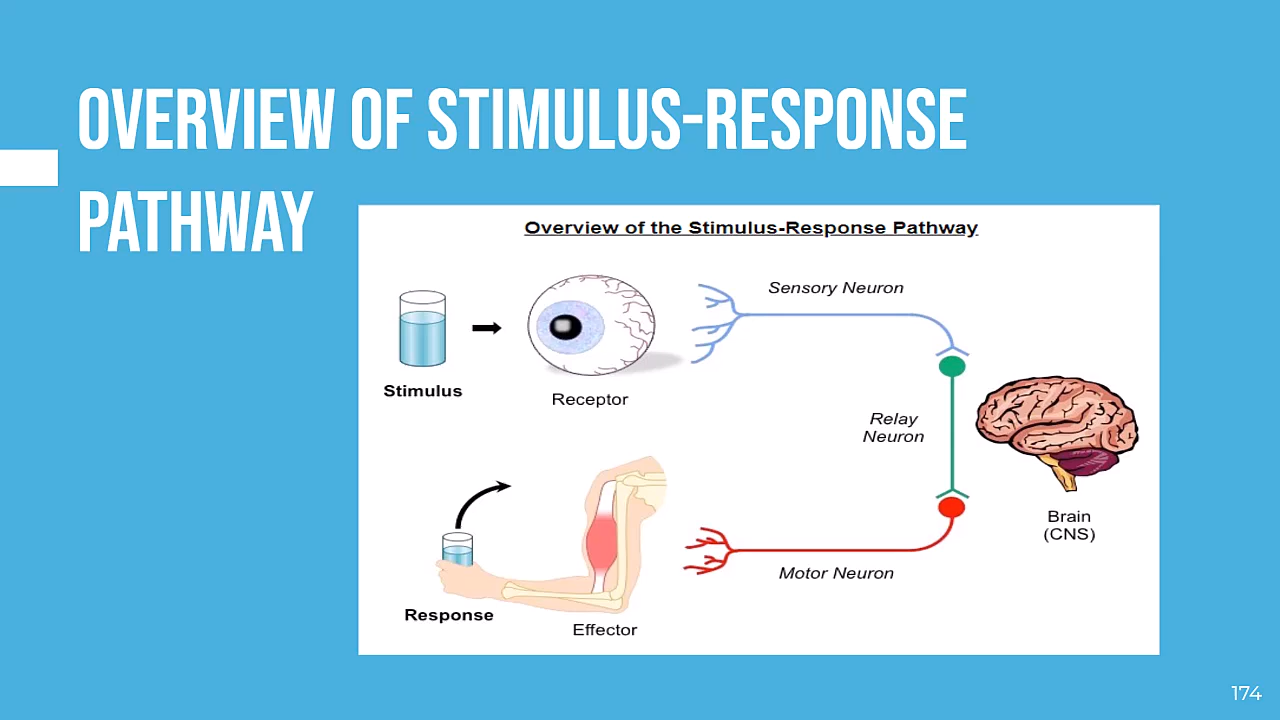 OVERVIEW OF STIMULUS-RESPONSE
PATHWAY
Overview of the Stimulus-Response Pathway
Sensory Neuron
Stimulus
Receptor
Relay
Neuron
Brain
(CNS)
Motor Neuron
Response
Effector
174